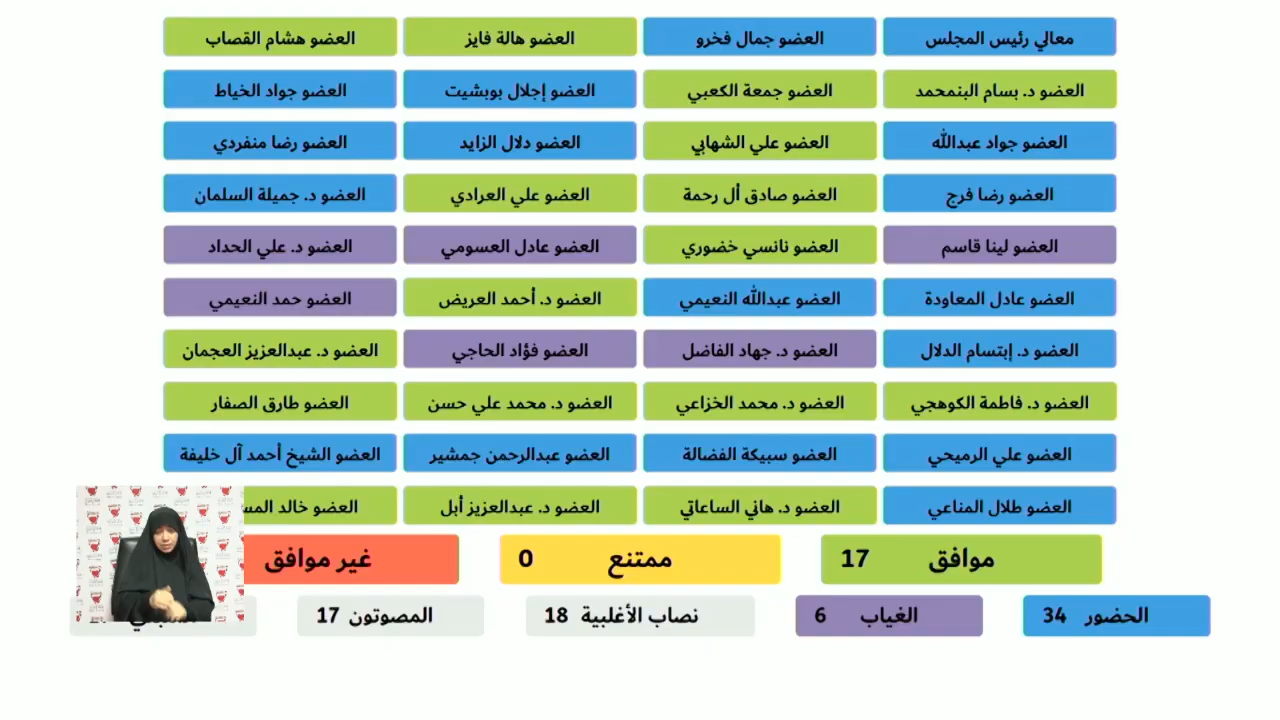 معالي رئيس المجلس
العضو جمال فخرو
العضو هالة فايز
العضو هشام القصاب
العضو د. بسام البنمحمد
العضو جمعة الكعبي
العضو إجلال بوبشيت
العضو جواد الخياط
العضو جواد عبدالله
العضو علي الشهابي
العضو دلال الزايد
العضو رضا منفردي
العضو رضا فرج
العضو صادق أل رحمة
العضو علي العرادي
العضو د. جميلة السلمان
العضو لينا قاسم
العضو نانسي خضوري
العضو عادل العسومي
العضو د. علي الحداد
العضو عادل المعاودة
العضو عبدالله النعيمي
العضو د. أحمد العريض
العضو حمد النعيمي
العضو د. إبتسام الدلال
العضو د. جهاد الفاضل
العضو فؤاد الحاجي
العضو د. عبدالعزيز العجمان
العضو د. فاطمة الكوهجي
العضو د. محمد الخزاعي
العضو د. محمد علي حسن
العضو طارق الصفار
العضو علي الرميحي
العضو سبيكة الفضالة
العضو عبدالرحمن جمشير
العضو الشيخ أحمد آل خليفة
العضو طلال المناعي
العضو د. هاني الساعاتي
العضو د. عبدالعزيز أبل
العضو خالد
موافق 17
ممتنع 0
غير موافق
الحضور 34
الغياب 6
نصاب الأغلبية 18
المصوتون 17